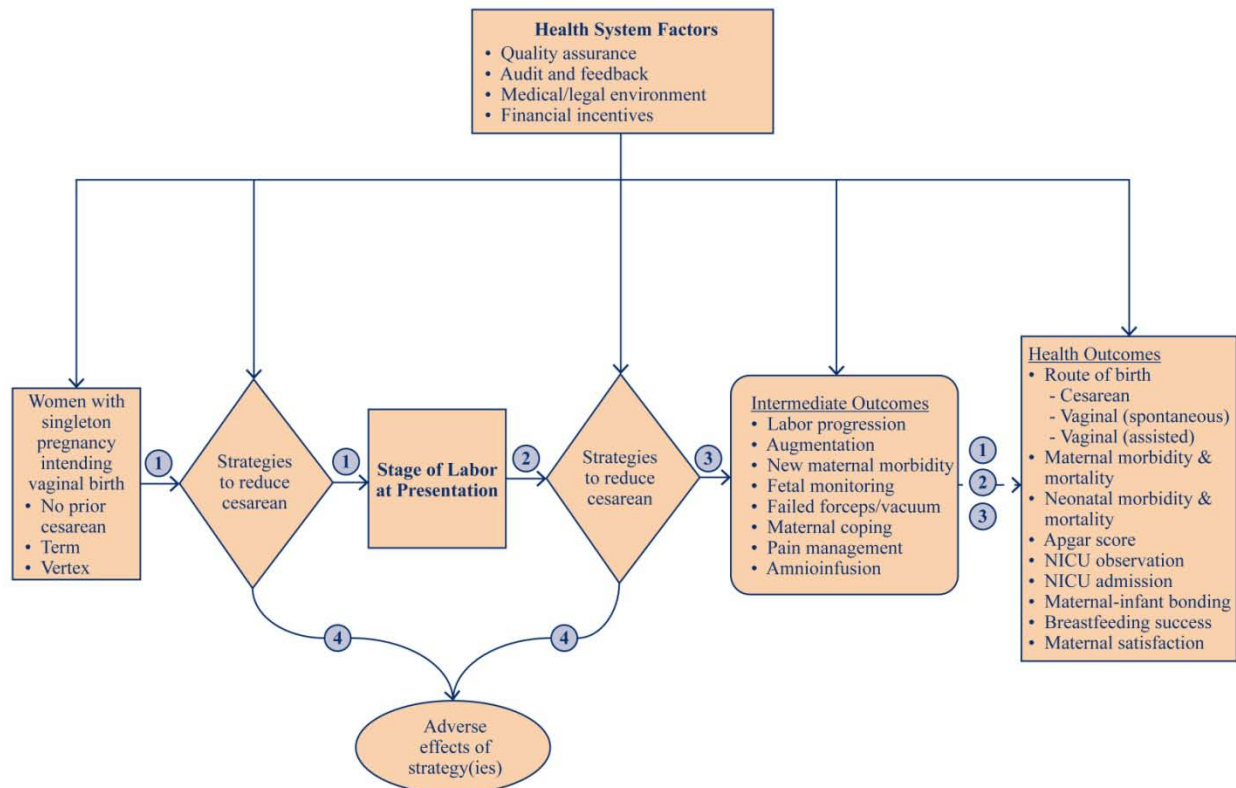 Health System Factors
• Quality assurance
• Audit and feedback
• Medical/legal environment
• Financial incentives
Women with
singleton
pregnancy
intending
vaginal birth
• No prior
cesarean
• Term
• Vertex
1
Strategies to
reduce
cesarean
1
Stage of Labor
at Presentation
2
Strategies to
reduce
cesarean
3
Intermediate Outcomes
• Labor progression
• Augmentation
• New maternal morbidity
• Fetal monitoring
• Failed forceps/vacuum
• Maternal coping
• Pain management
• Amnioinfusion
1
2
3
Health Outcomes
• Route of birth
- Cesarean
- Vaginal (spontaneous)
- Vaginal (assisted)
• Maternal morbidity &
mortality
• Neonatal morbidity &
mortality
• Apgar score
• NICU observation
• NICU admission
• Maternal-infant bonding
• Breastfeeding success
• Maternal satisfaction
4
4
Adverse
effects of
strategy(ies)